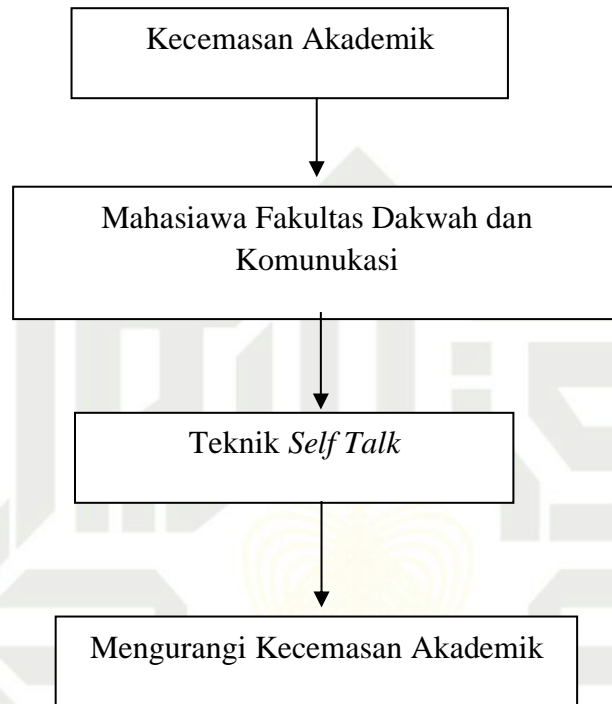 Kecemasan Akademik
Mahasiawa Fakultas Dakwah dan
Komunukasi
Teknik Self Talk
Mengurangi Kecemasan Akademik